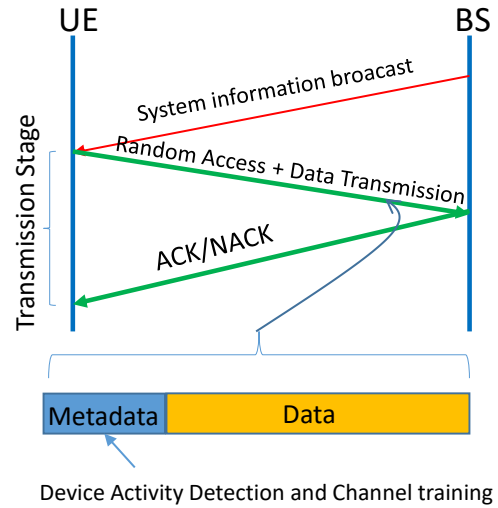 UE
BS
System information broacast
Random Access + Data Transmission
ACK/NACK
Transmission Stage
Metadata
Data
Device Activity Detection and Channel training